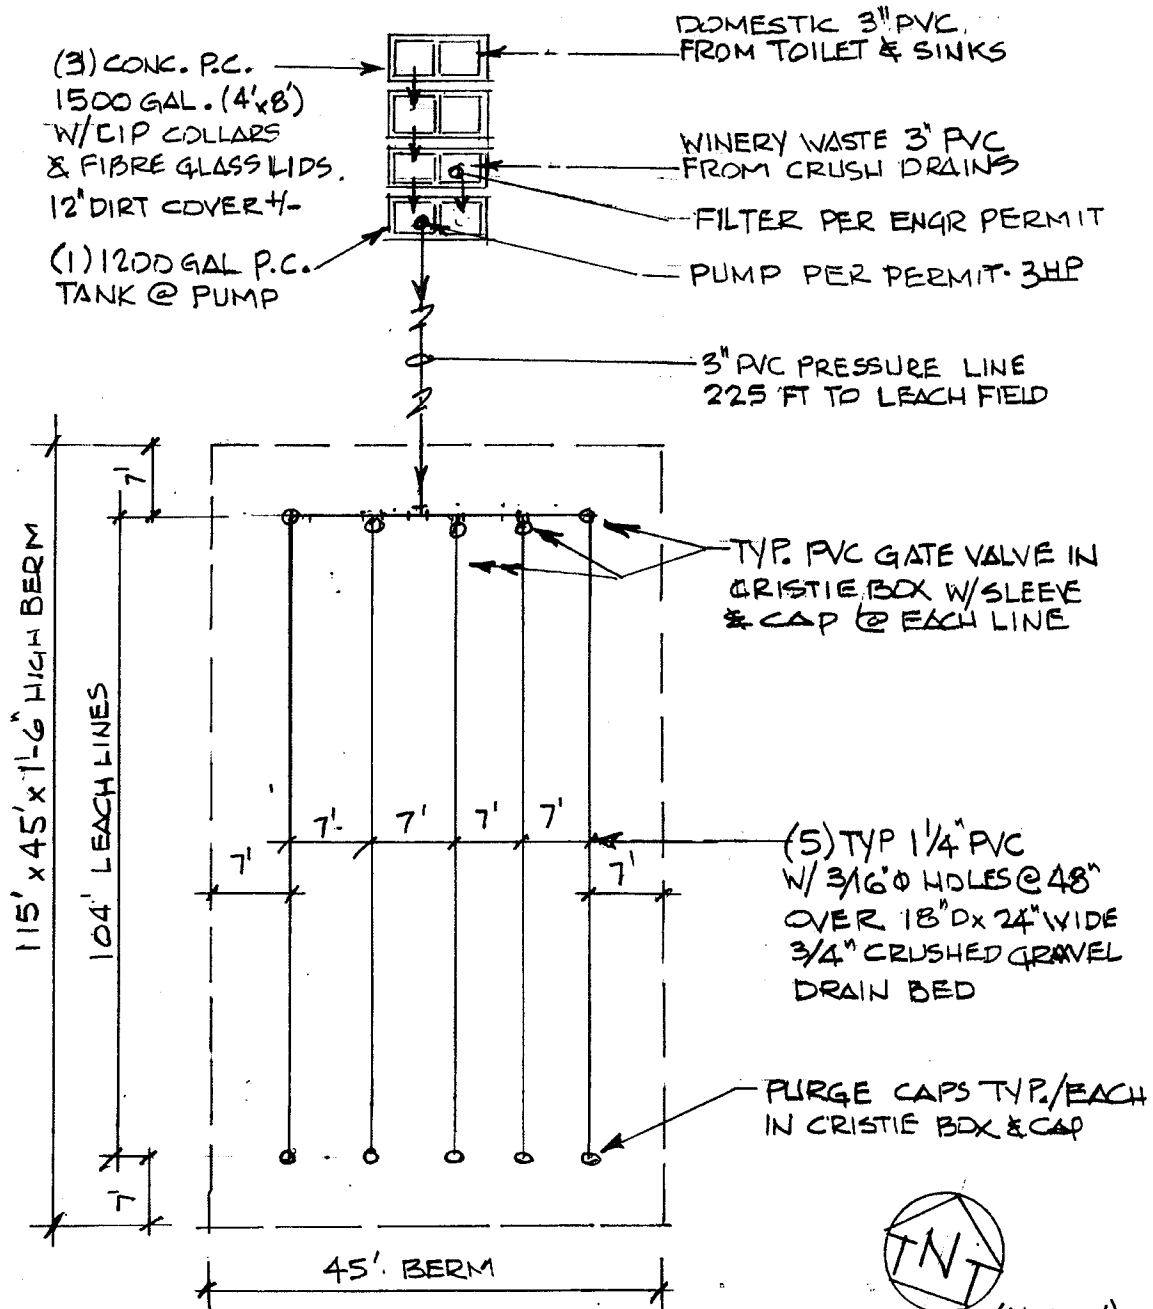 DOMESTIC 3" PVC.
FROM TOILET & SINKS
(3) CONC. P.C.
1500 GAL. (4'x8')
W/CIP COLLARS
& FIBRE GLASS LIDS.
12" DIRT COVER +/-
(1) 1200 GAL P.C.
TANK @ PUMP
WINERY WASTE 3" PVC
FROM CRUSH DRAINS
FILTER PER ENGR PERMIT
PUMP PER PERMIT. 3HP
3" PVC PRESSURE LINE
225 FT TO LEACH FIELD
7'
115' x 45' x 1'-6" HIGH BERM
104' LEACH LINES
TYP. PVC GATE VALVE IN
CRISTIE BOX W/SLEEVE
& CAP @ EACH LINE
7'
7'
7'
7'
7'
7'
(5) TYP 1 1/4" PVC
W/ 3/16"Φ HOLES @ 48"
OVER 18"D x 24" WIDE
3/4" CRUSHED GRAVEL
DRAIN BED
PURGE CAPS TYP./EACH
IN CRISTIE BOX & CAP
7'
45'. BERM
TNT